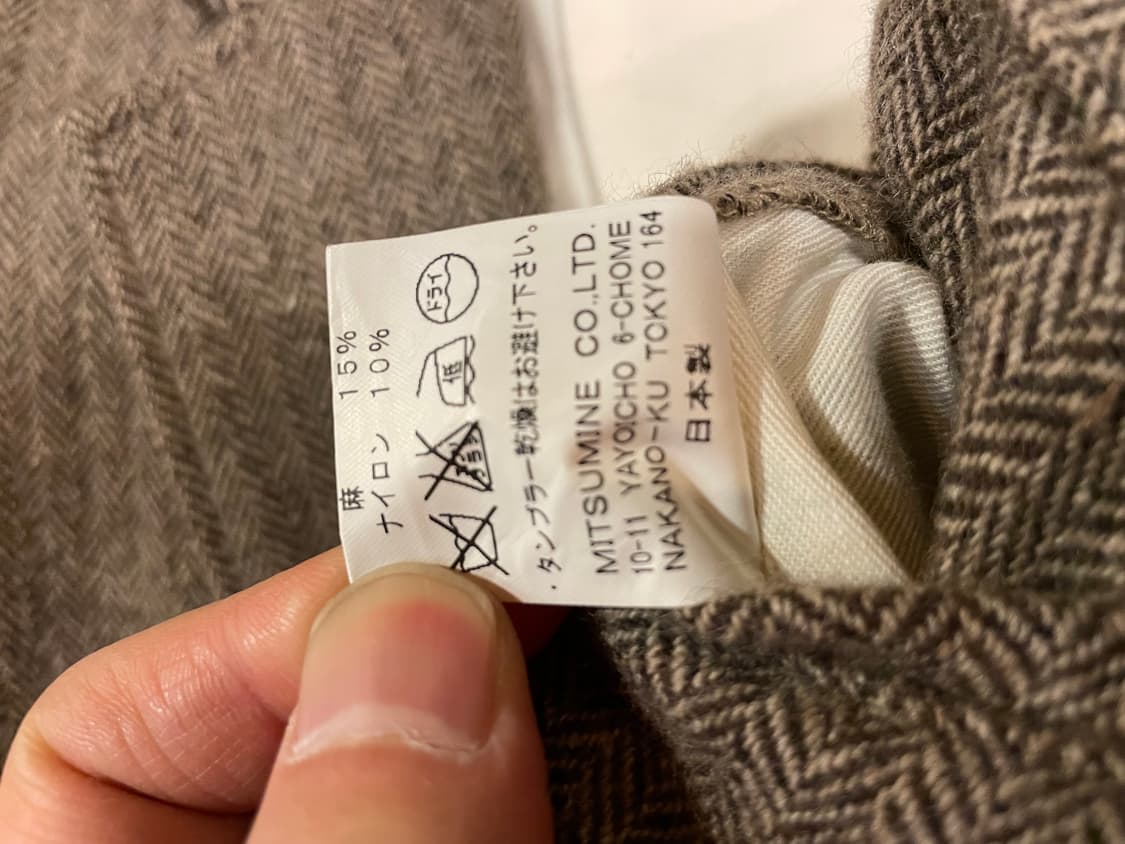 麻 15%
ナイロン 10%
低 ドライ
・タンブラー乾燥はお避け下さい。
MITSUMINE CO.,LTD.
10-11 YAYOICHO 6-CHOME
NAKANO-KU TOKYO 164
日本製